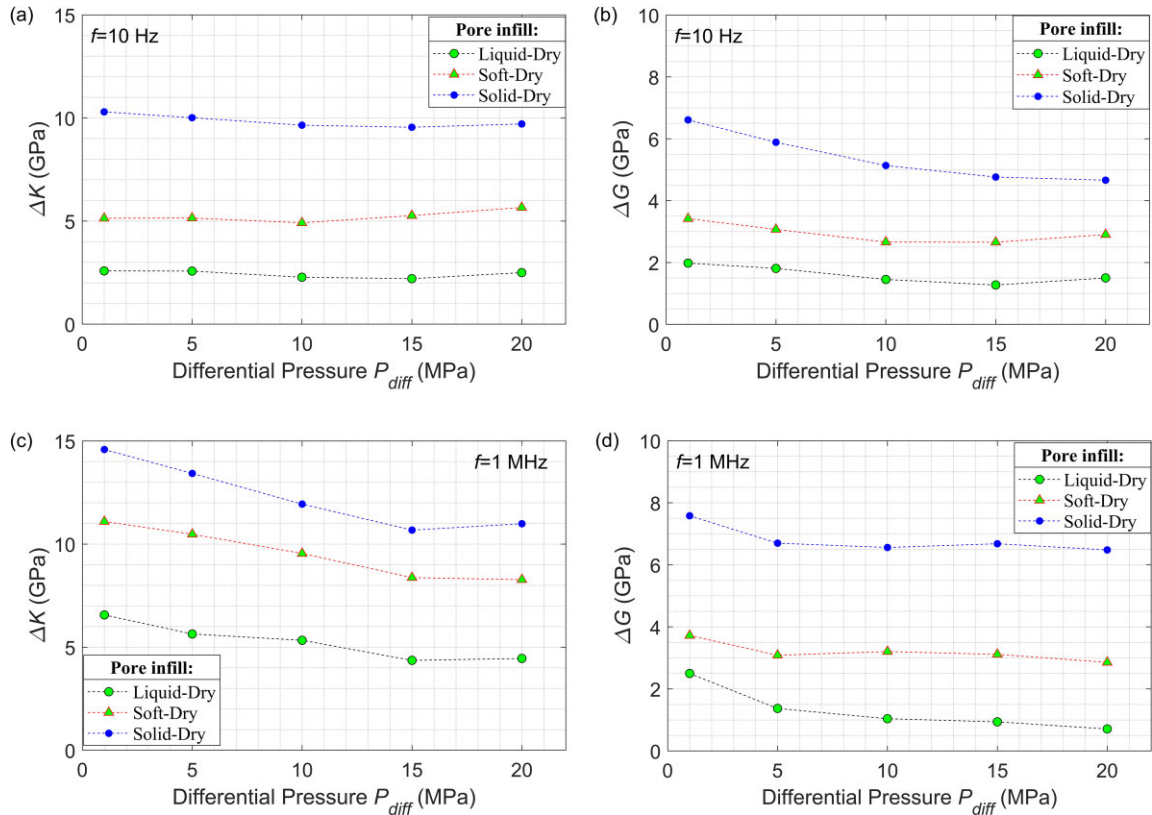 (a)
f=10 Hz
Pore infill:
Liquid-Dry
Soft-Dry
Solid-Dry
15
10
5
0
ΔK (GPa)
0 5 10 15 20
Differential Pressure P_diff (MPa)
(b)
f=10 Hz
Pore infill:
Liquid-Dry
Soft-Dry
Solid-Dry
10
8
6
4
2
0
ΔG (GPa)
0 5 10 15 20
Differential Pressure P_diff (MPa)
(c)
f=1 MHz
15
10
5
0
ΔK (GPa)
Pore infill:
Liquid-Dry
Soft-Dry
Solid-Dry
0 5 10 15 20
Differential Pressure P_diff (MPa)
(d)
f=1 MHz
Pore infill:
Liquid-Dry
Soft-Dry
Solid-Dry
10
8
6
4
2
0
ΔG (GPa)
0 5 10 15 20
Differential Pressure P_diff (MPa)